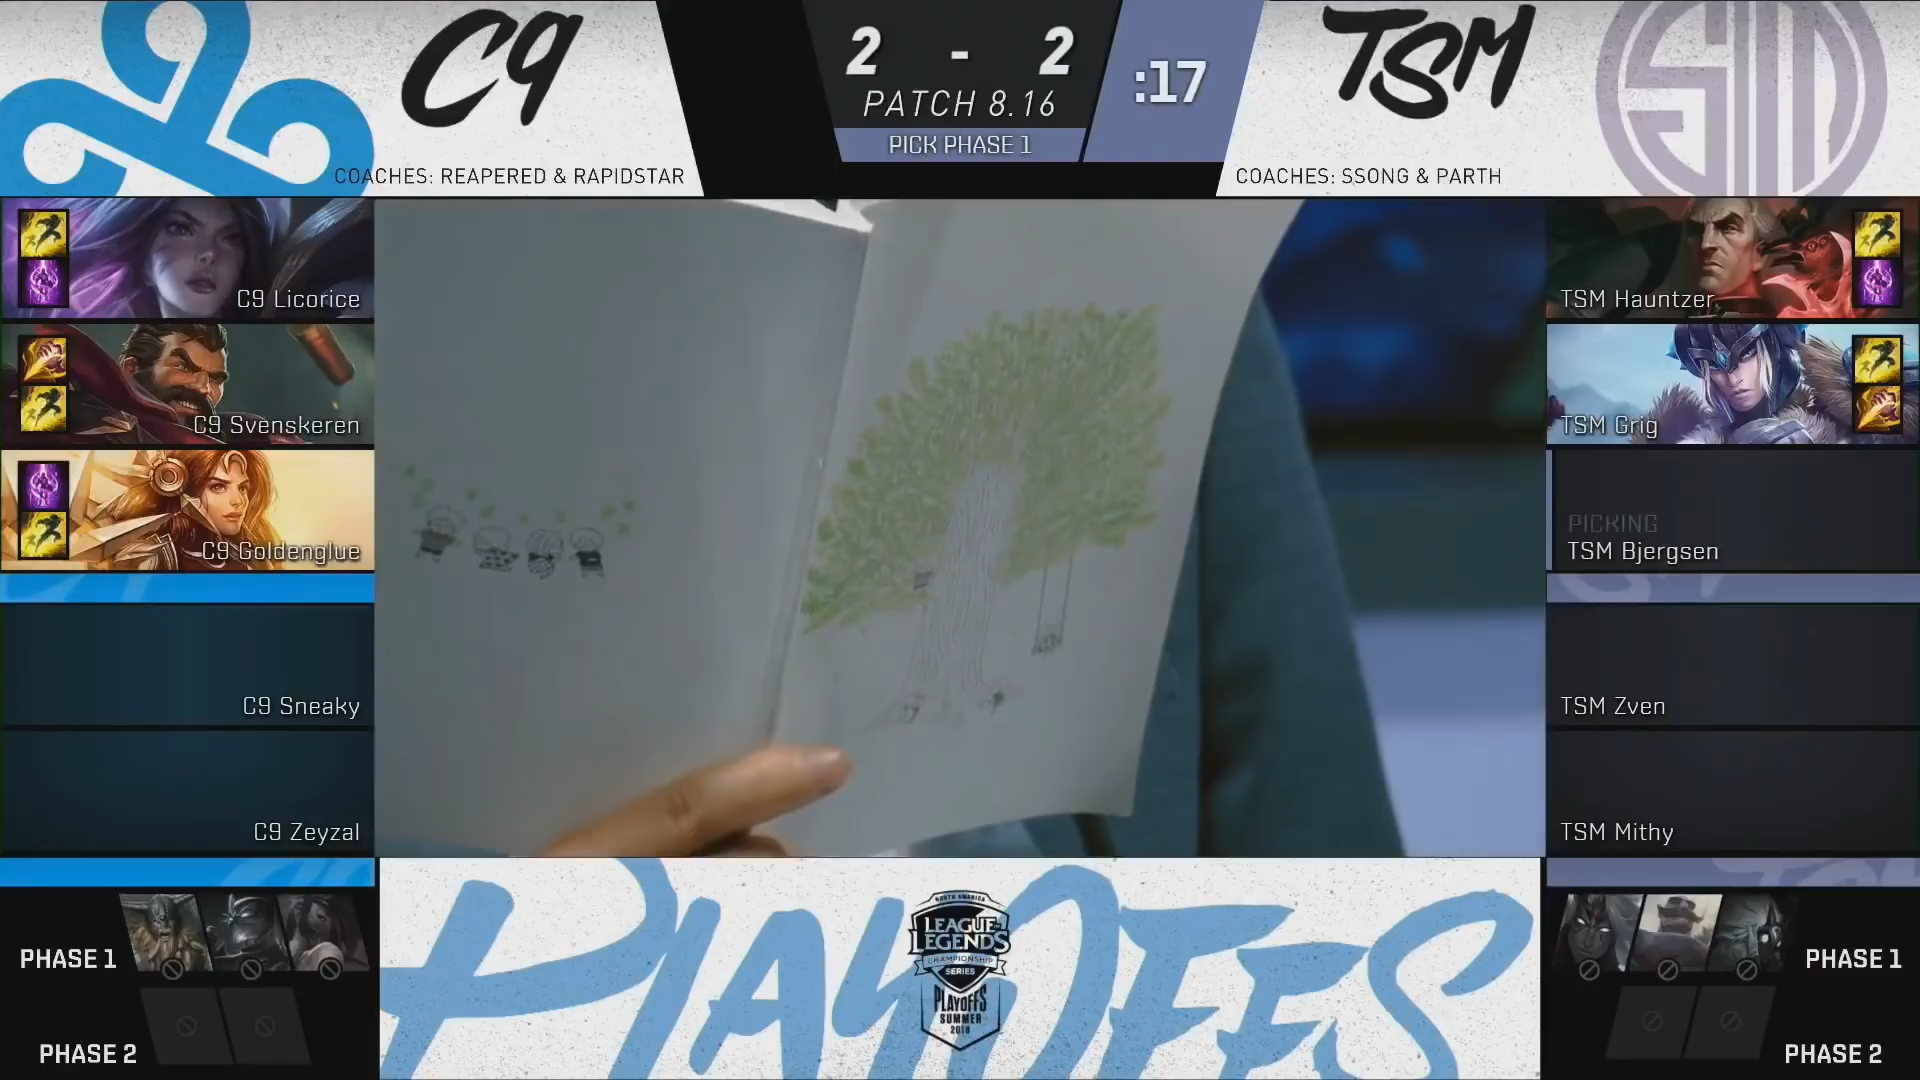 C9
COACHES: REAPERED & RAPIDSTAR
2 - 2
PATCH 8.16
PICK PHASE 1
:17
TSM
COACHES: SSONG & PARTH
C9 Licorice
C9 Svenskeren
C9 Goldenglue
C9 Sneaky
C9 Zeyzal
TSM Hauntzer
TSM Grig
PICKING
TSM Bjergsen
TSM Zven
TSM Mithy
PHASE 1
PHASE 2
PLAYOFFS
NORTH AMERICA
LEAGUE OF
LEGENDS
CHAMPIONSHIP
SERIES
PLAYOFFS
SUMMER
2018
PHASE 1
PHASE 2